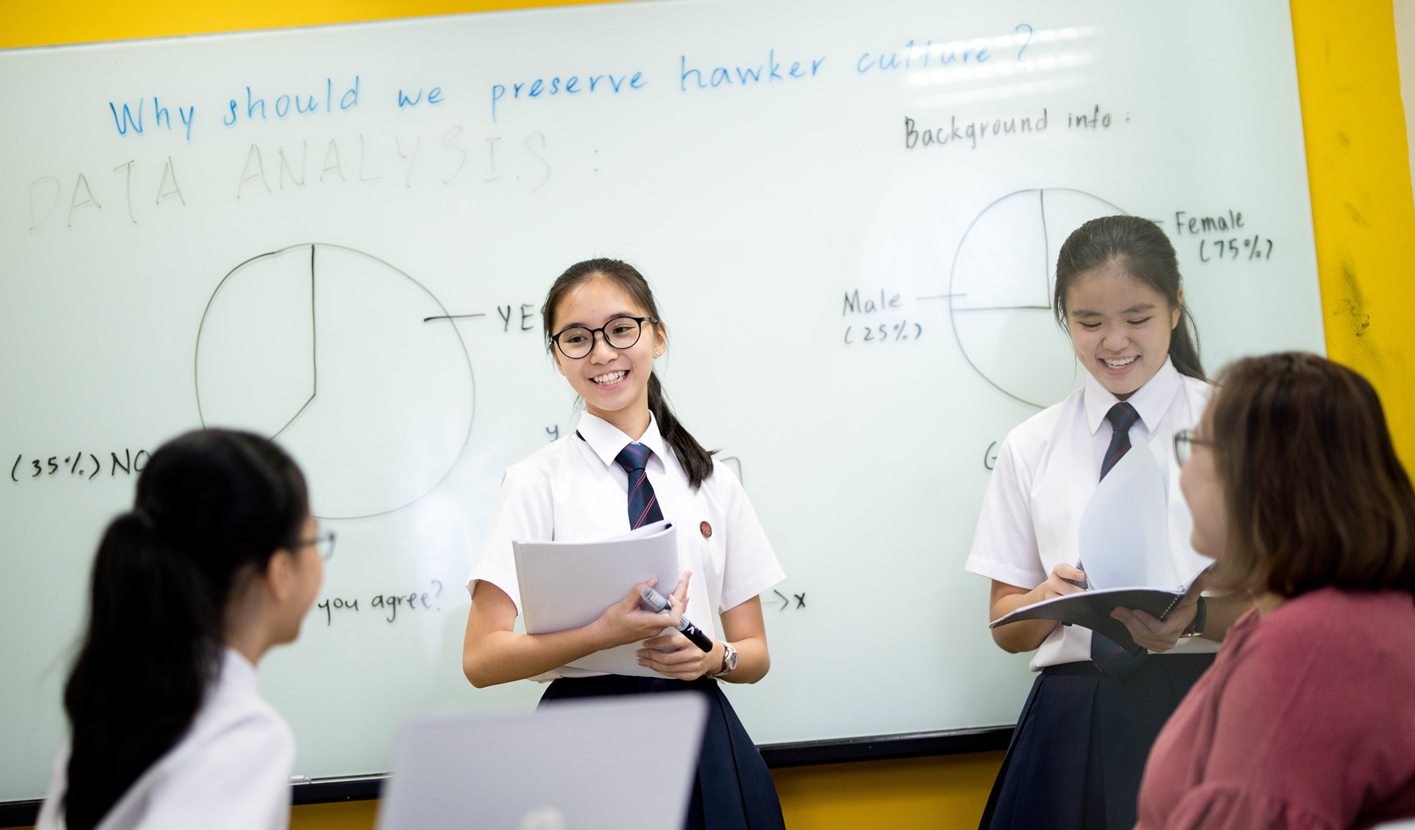 Why should we preserve hawker culture?
DATA ANALYSIS:
Background info:
Female
(75%)
Male
(25%)
YE
(35%) NO
you agree?
y
x
G